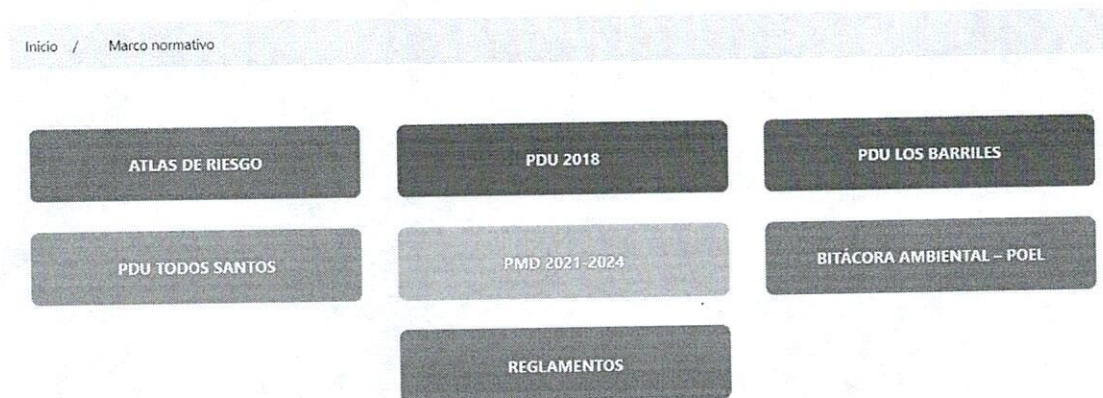 Inicio / Marco normativo
ATLAS DE RIESGO
PDU 2018
PDU LOS BARRILES
PDU TODOS SANTOS
PMD 2021-2024
BITÁCORA AMBIENTAL – POEL
REGLAMENTOS